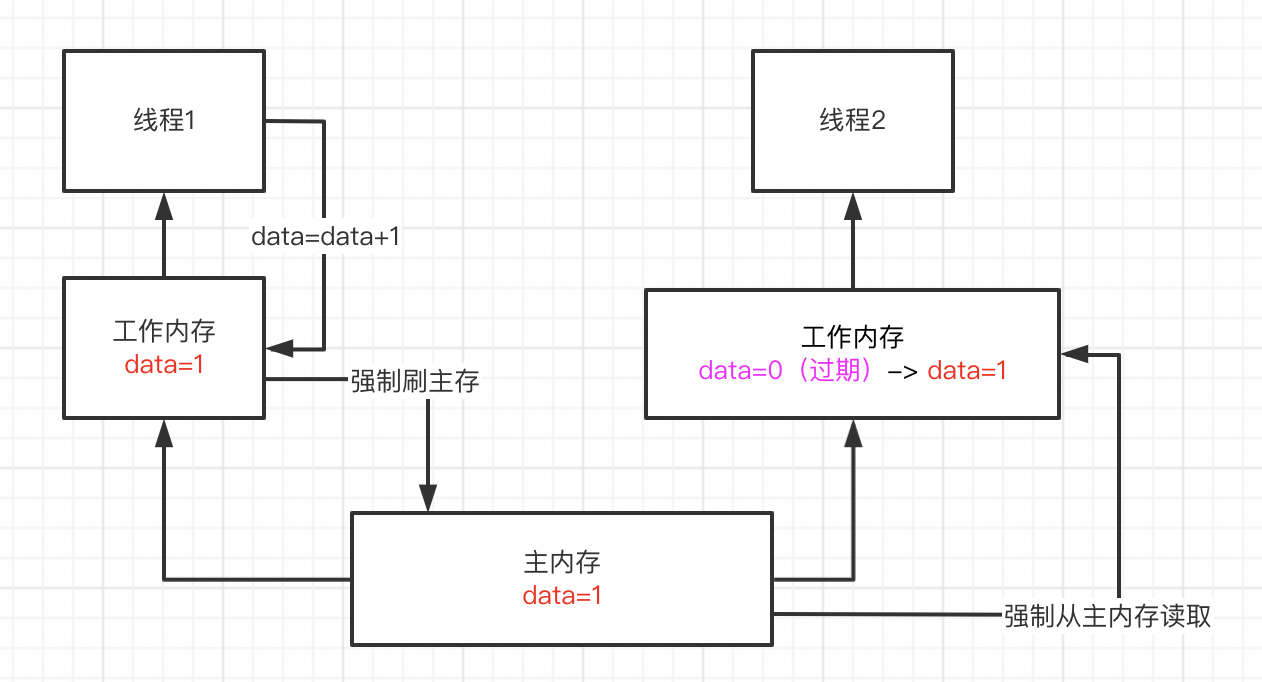 线程1
线程2
data=data+1
工作内存
data=1
强制刷主存
工作内存
data=0（过期）-> data=1
主内存
data=1
强制从主内存读取